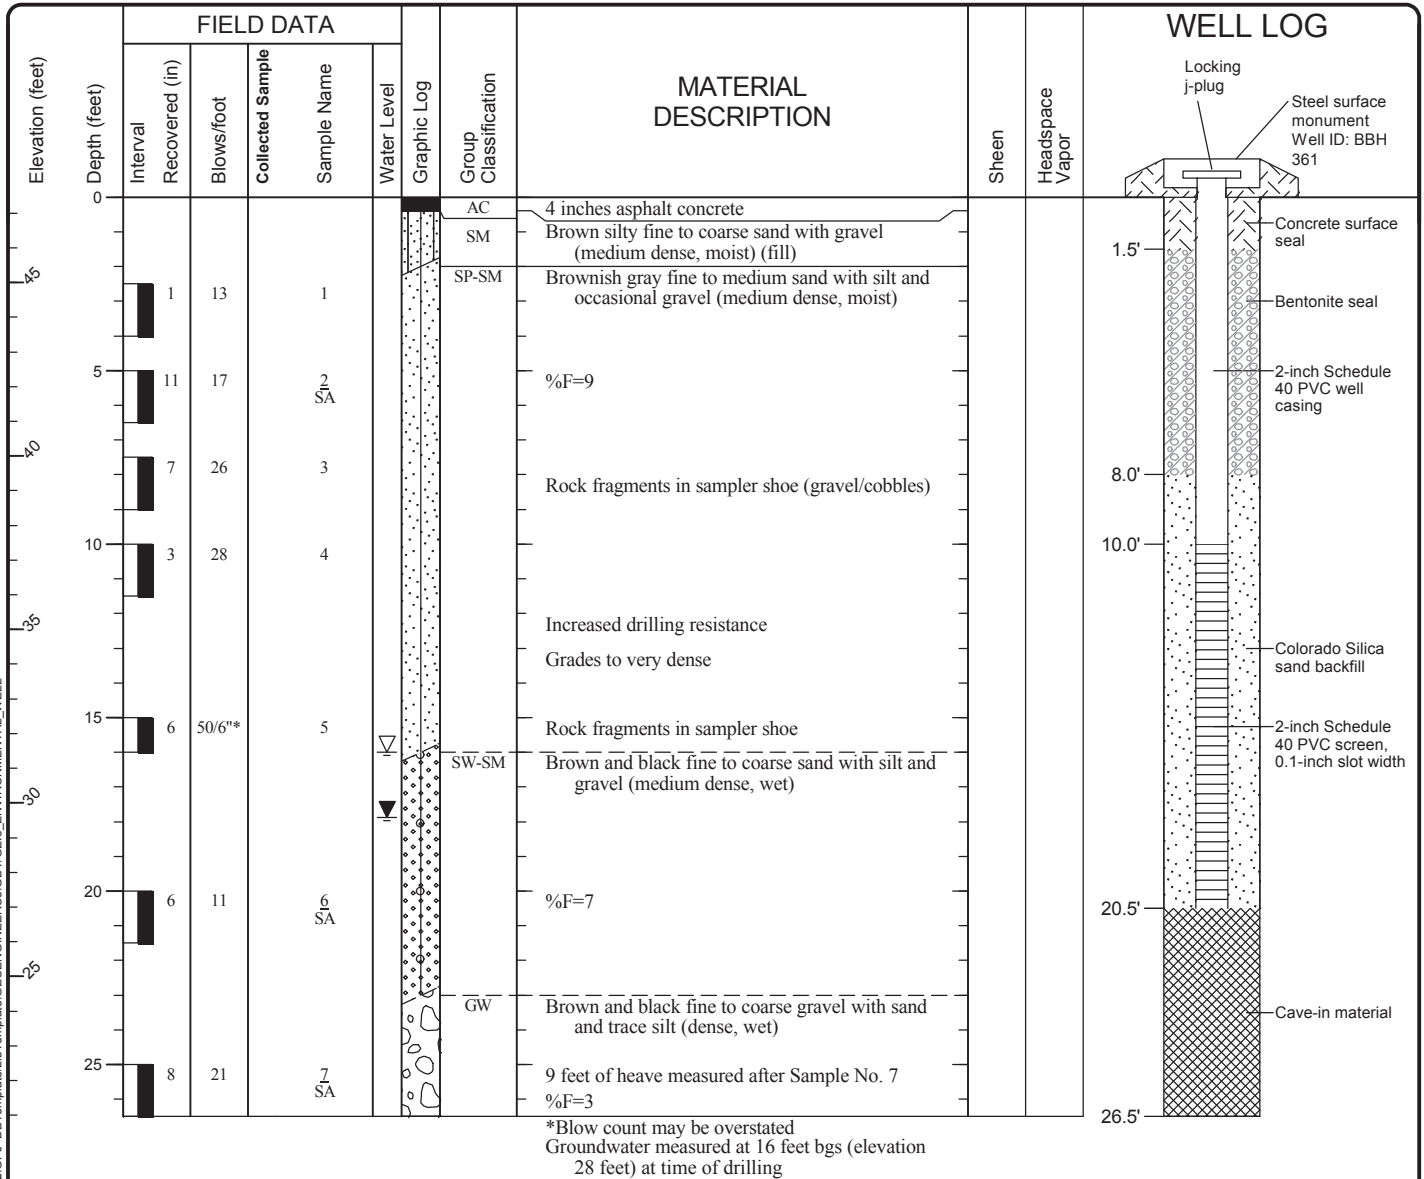 FIELD DATA
WELL LOG
Elevation (feet)
Depth (feet)
Interval
Recovered (in)
Blows/foot
Collected Sample
Sample Name
Water Level
Graphic Log
Group
Classification
MATERIAL
DESCRIPTION
Sheen
Headspace
Vapor
Locking
j-plug
Steel surface
monument
Well ID: BBH
361
0
AC
4 inches asphalt concrete
SM
Brown silty fine to coarse sand with gravel
(medium dense, moist) (fill)
Concrete surface
seal
1.5'
45
SP-SM
Brownish gray fine to medium sand with silt and
occasional gravel (medium dense, moist)
1 13 1
Bentonite seal
5
11 17 2
SA
%F=9
2-inch Schedule
40 PVC well
casing
40
7 26 3
Rock fragments in sampler shoe (gravel/cobbles)
8.0'
10
3 28 4
10.0'
35
Increased drilling resistance
Grades to very dense
Colorado Silica
sand backfill
15
6 50/6"* 5
Rock fragments in sampler shoe
2-inch Schedule
40 PVC screen,
0.1-inch slot width
SW-SM
Brown and black fine to coarse sand with silt and
gravel (medium dense, wet)
30
20
6 11 6
SA
%F=7
20.5'
25
GW
Brown and black fine to coarse gravel with sand
and trace silt (dense, wet)
Cave-in material
25
8 21 7
SA
9 feet of heave measured after Sample No. 7
%F=3
26.5'
*Blow count may be overstated
Groundwater measured at 16 feet bgs (elevation
28 feet) at time of drilling